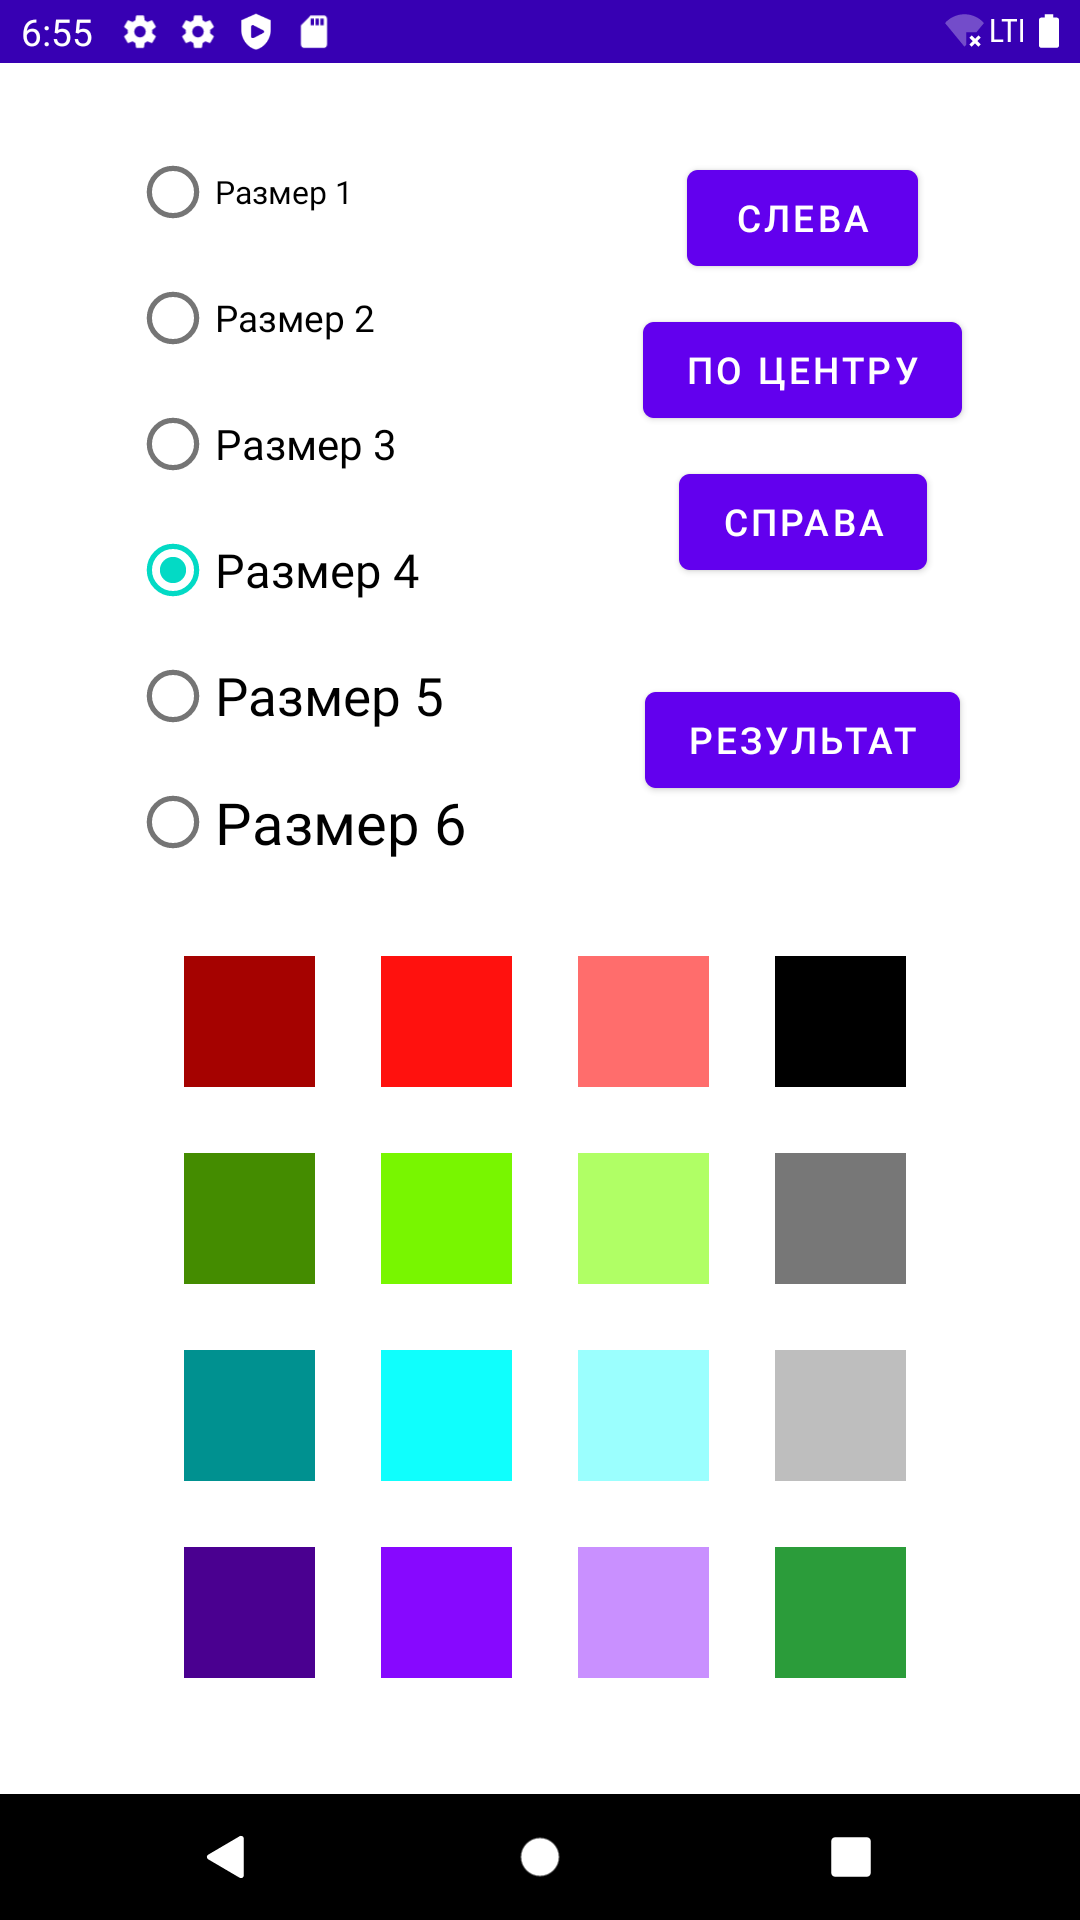 6:55 LTI
Размер 1
Размер 2
Размер 3
Размер 4
Размер 5
Размер 6
СЛЕВА
ПО ЦЕНТРУ
СПРАВА
РЕЗУЛЬТАТ